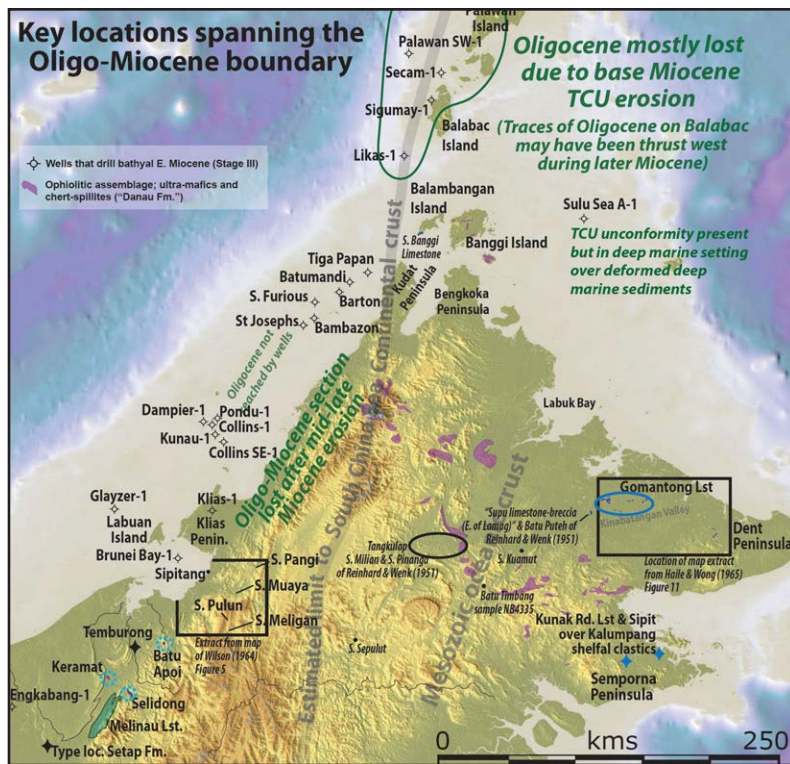 Key locations spanning the
Oligo-Miocene boundary
Wells that drill bathyal E. Miocene (Stage III)
Ophiolitic assemblage; ultra-mafics and
chert-spillites ("Danau Fm.")
Palawan
Island
Palawan SW-1
Secam-1
Sigumay-1
Balabac
Island
Likas-1
Oligocene mostly lost
due to base Miocene
TCU erosion
(Traces of Oligocene on Balabac
may have been thrust west
during later Miocene)
Balambangan
Island
Sulu Sea A-1
TCU unconformity present
but in deep marine setting
over deformed deep
marine sediments
S. Banggi
Limestone
Banggi Island
Kudat
Peninsula
Bengkoka
Peninsula
Tiga Papan
Batumandi
Barton
S. Furious
St Josephs
Bambazon
Oligocene not
reached by wells
Oligo-Miocene section
lost after mid-late
Miocene erosion
Estimated limit to South China Sea Continental crust
Mesozoic ocean crust
Dampier-1
Pondu-1
Collins-1
Kunau-1
Collins SE-1
Labuk Bay
Gomantong Lst
Kinabatangan Valley
"Supu limestone-breccia
(E. of Lamag)" & Batu Puteh of
Reinhard & Wenk (1951)
Dent
Peninsula
Location of map extract
from Haile & Wong (1965)
Figure 11
Glayzer-1
Klias-1
Labuan
Island
Klias
Penin.
Brunei Bay-1
Sipitang
S. Pangi
S. Muaya
S. Pulun
S. Meligan
Extract from map
of Wilson (1964)
Figure 5
Tangkulap
S. Milian & S. Pinanga
of Reinhard & Wenk (1951)
S. Kuamut
Batu Timbang
sample NB4335
S. Sepulut
Kunak Rd. Lst & Sipit
over Kalumpang
shelfal clastics
Semporna
Peninsula
Temburong
Batu
Apoi
Keramat
Selidong
Engkabang-1
Melinau Lst.
Type loc. Setap Fm.
0 kms 250